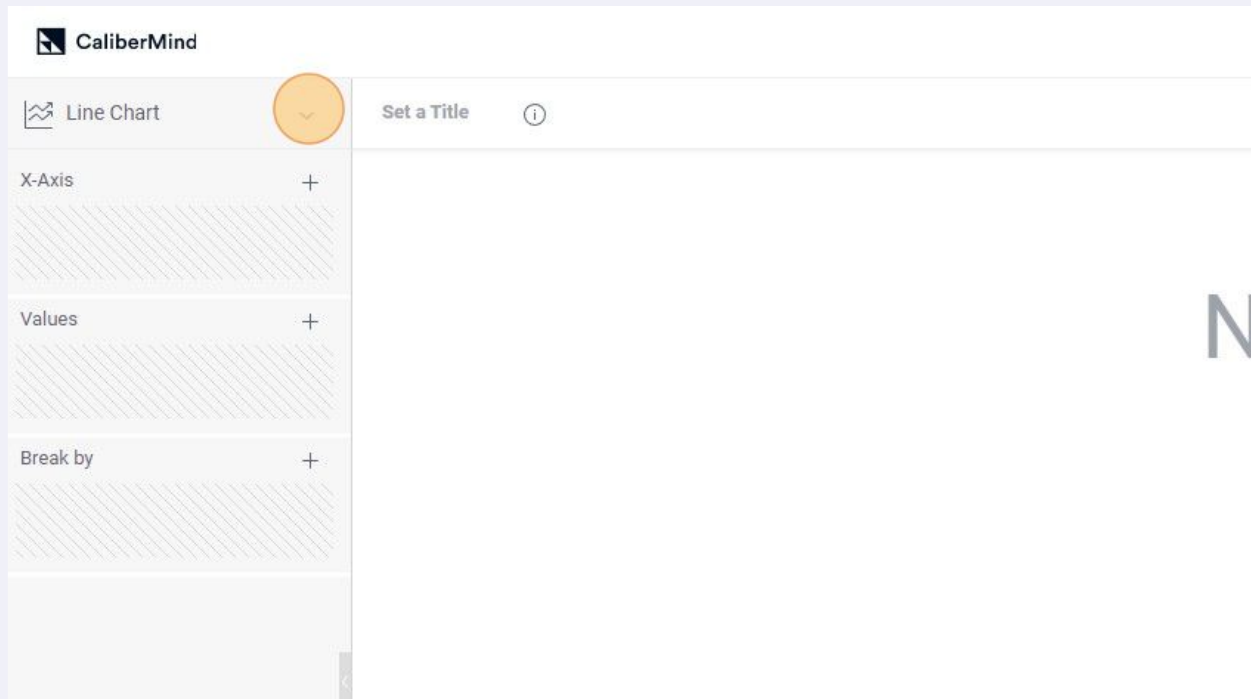 CaliberMind
Line Chart
Set a Title
X-Axis
Values
Break by